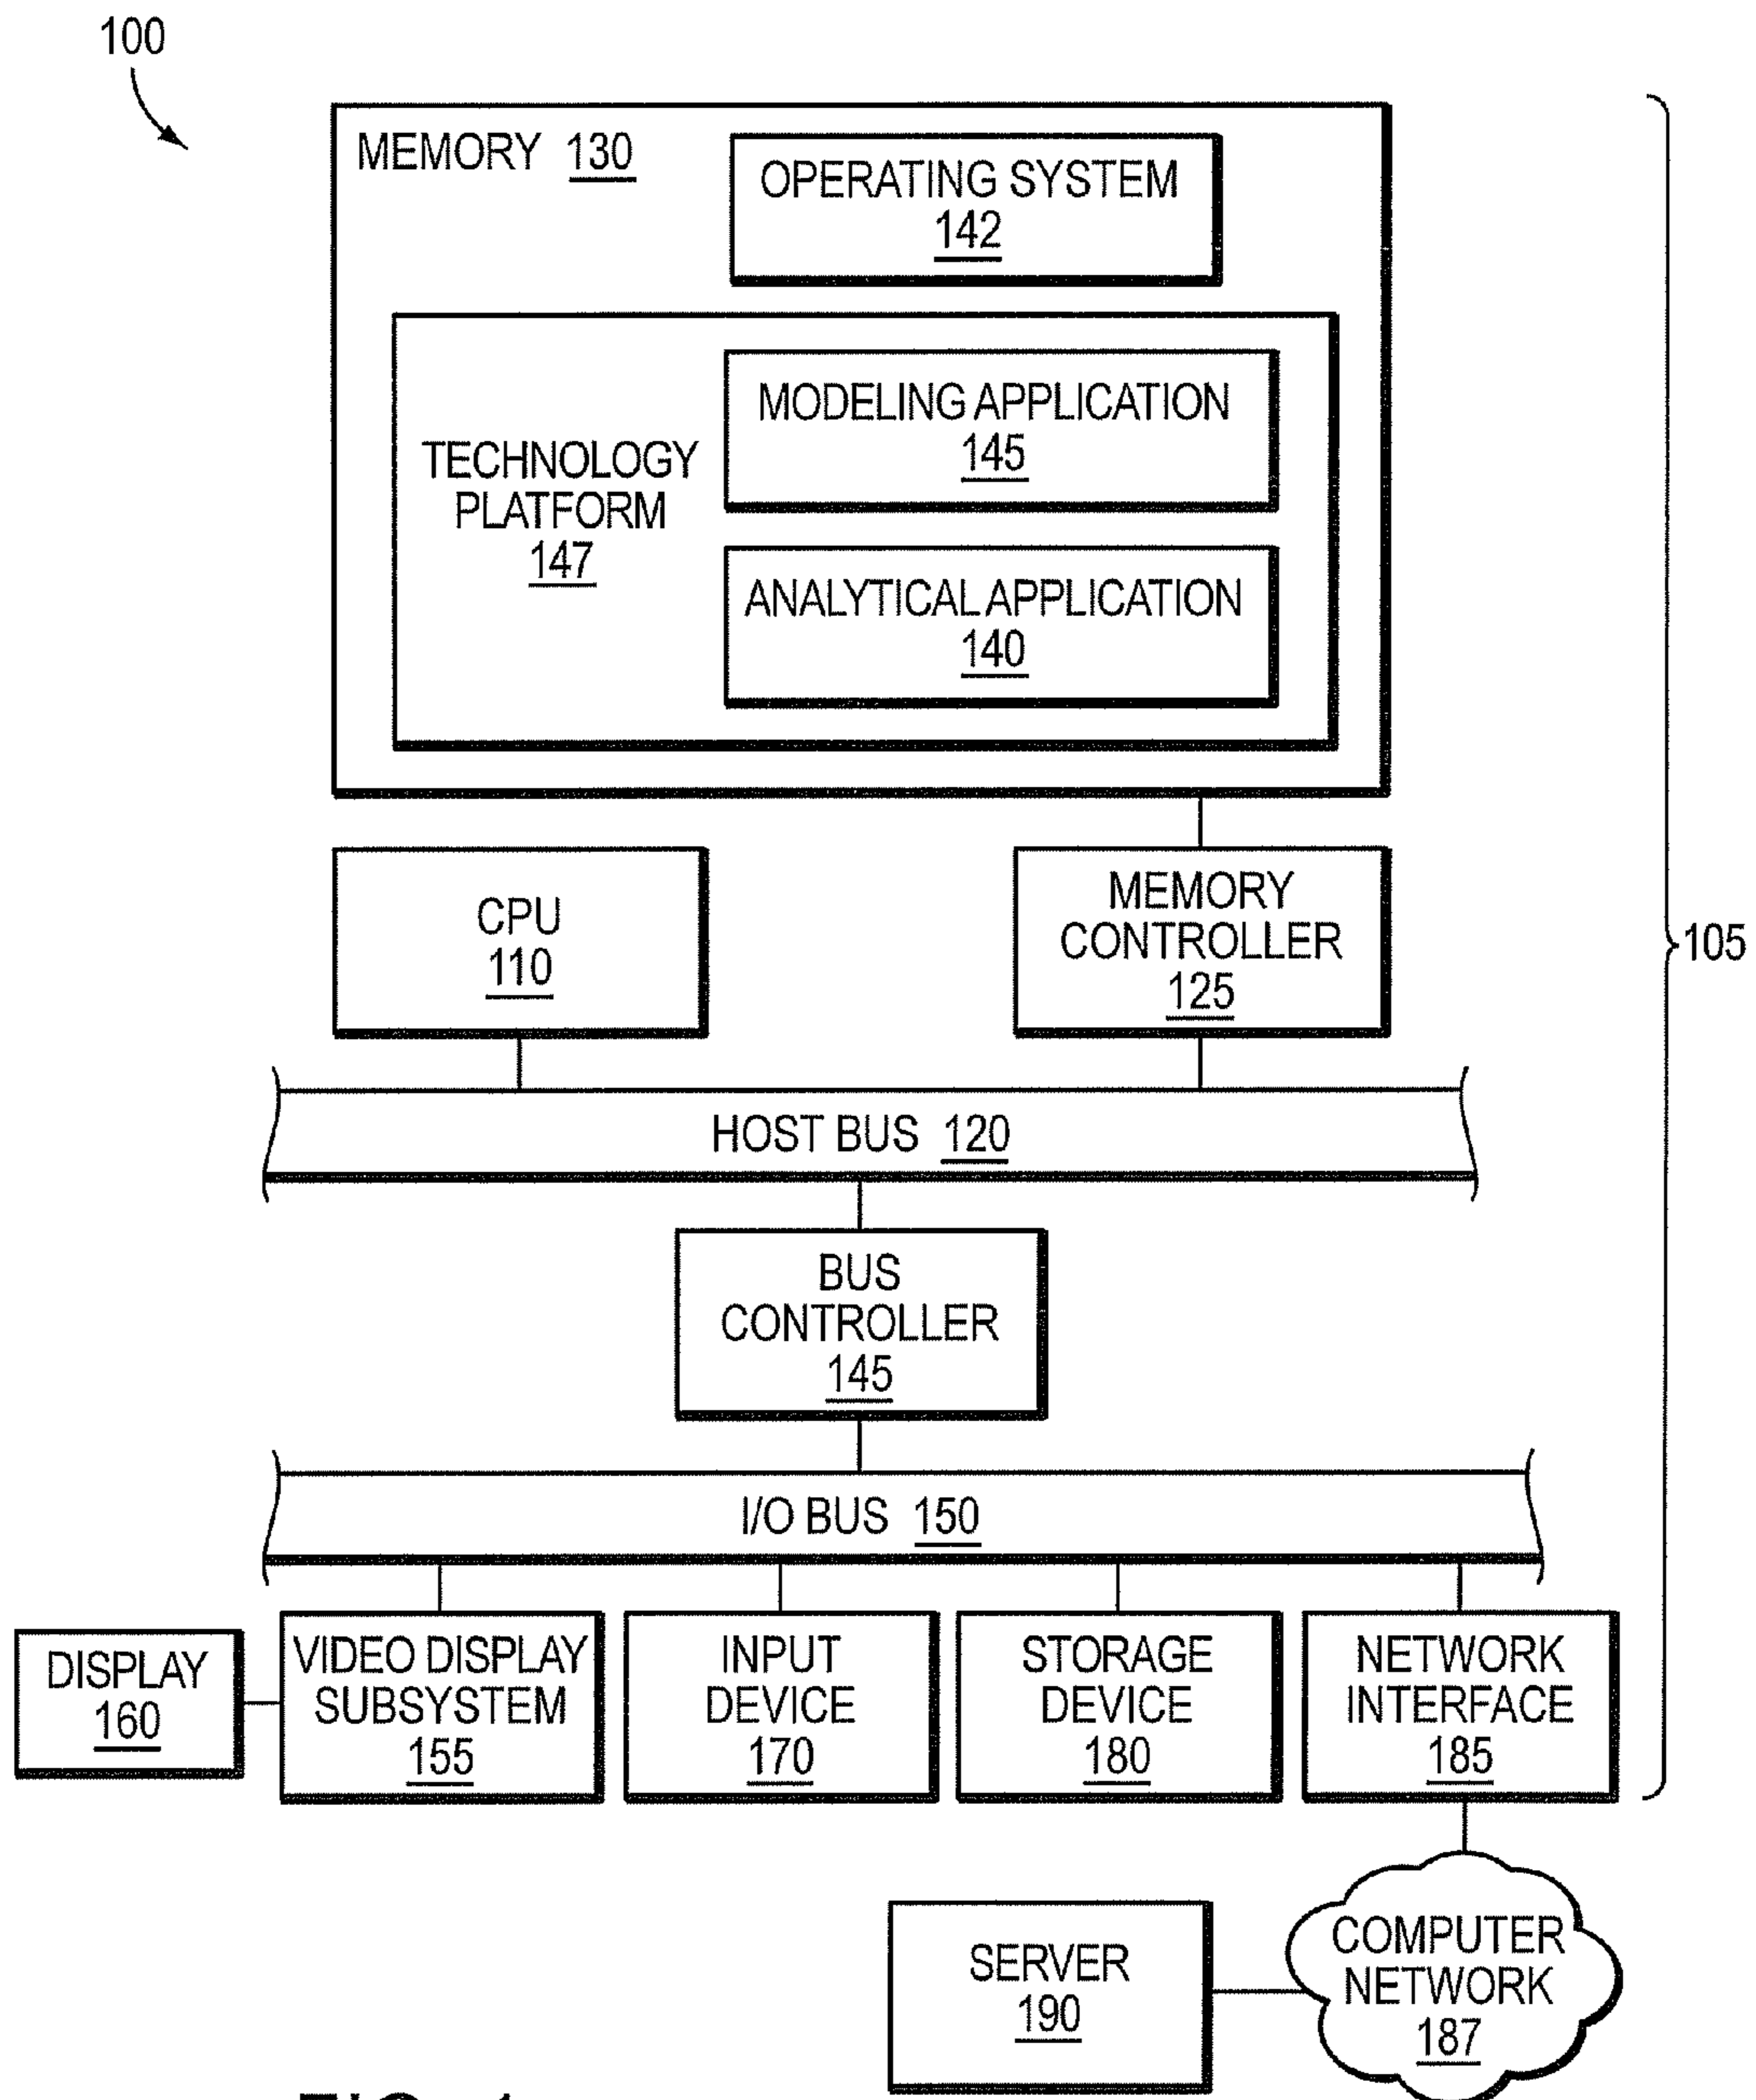 100
MEMORY 130
OPERATING SYSTEM
142
TECHNOLOGY
PLATFORM
147
MODELING APPLICATION
145
ANALYTICAL APPLICATION
140
CPU
110
MEMORY
CONTROLLER
125
105
HOST BUS 120
BUS
CONTROLLER
145
I/O BUS 150
DISPLAY
160
VIDEO DISPLAY
SUBSYSTEM
155
INPUT
DEVICE
170
STORAGE
DEVICE
180
NETWORK
INTERFACE
185
SERVER
190
COMPUTER
NETWORK
187